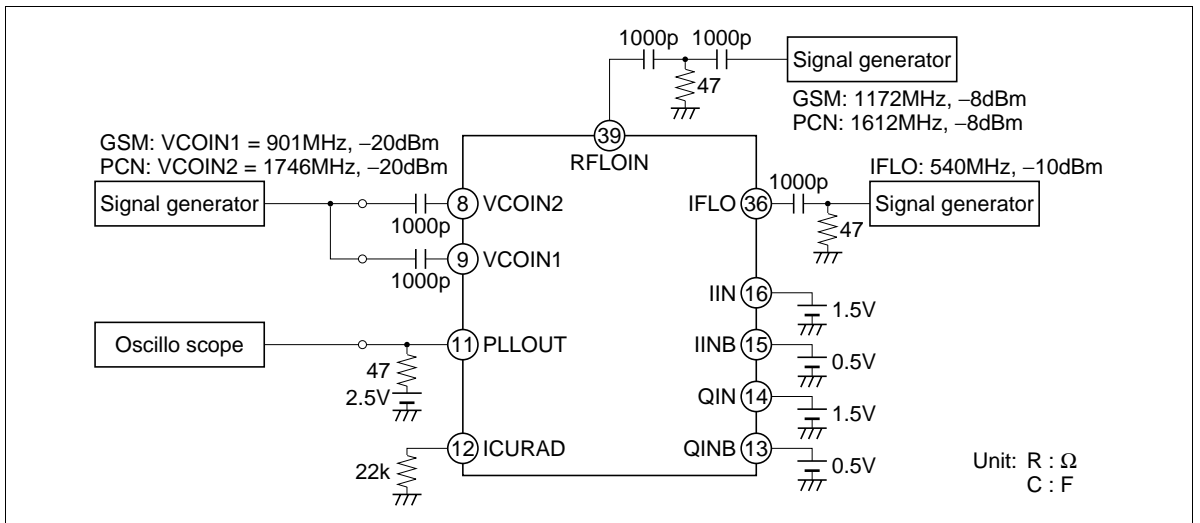 1000p 1000p
Signal generator
47
GSM: 1172MHz, –8dBm
PCN: 1612MHz, –8dBm
39
RFLOIN
GSM: VCOIN1 = 901MHz, –20dBm
PCN: VCOIN2 = 1746MHz, –20dBm
Signal generator
1000p
8 VCOIN2
1000p
9 VCOIN1
IFLO: 540MHz, –10dBm
IFLO 36
1000p
Signal generator
47
IIN 16
1.5V
Oscillo scope
11 PLLOUT
47
2.5V
IINB 15
0.5V
QIN 14
1.5V
12 ICURAD
22k
QINB 13
0.5V
Unit: R : Ω
C : F